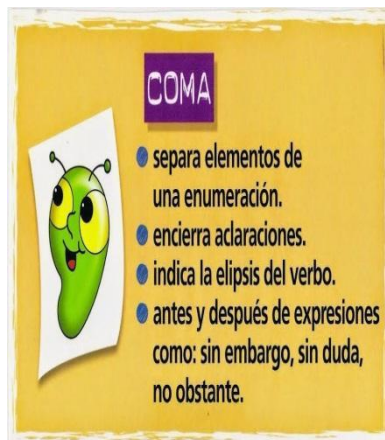 COMA
separa elementos de
una enumeración.
encierra aclaraciones.
indica la elipsis del verbo.
antes y después de expresiones
como: sin embargo, sin duda,
no obstante.